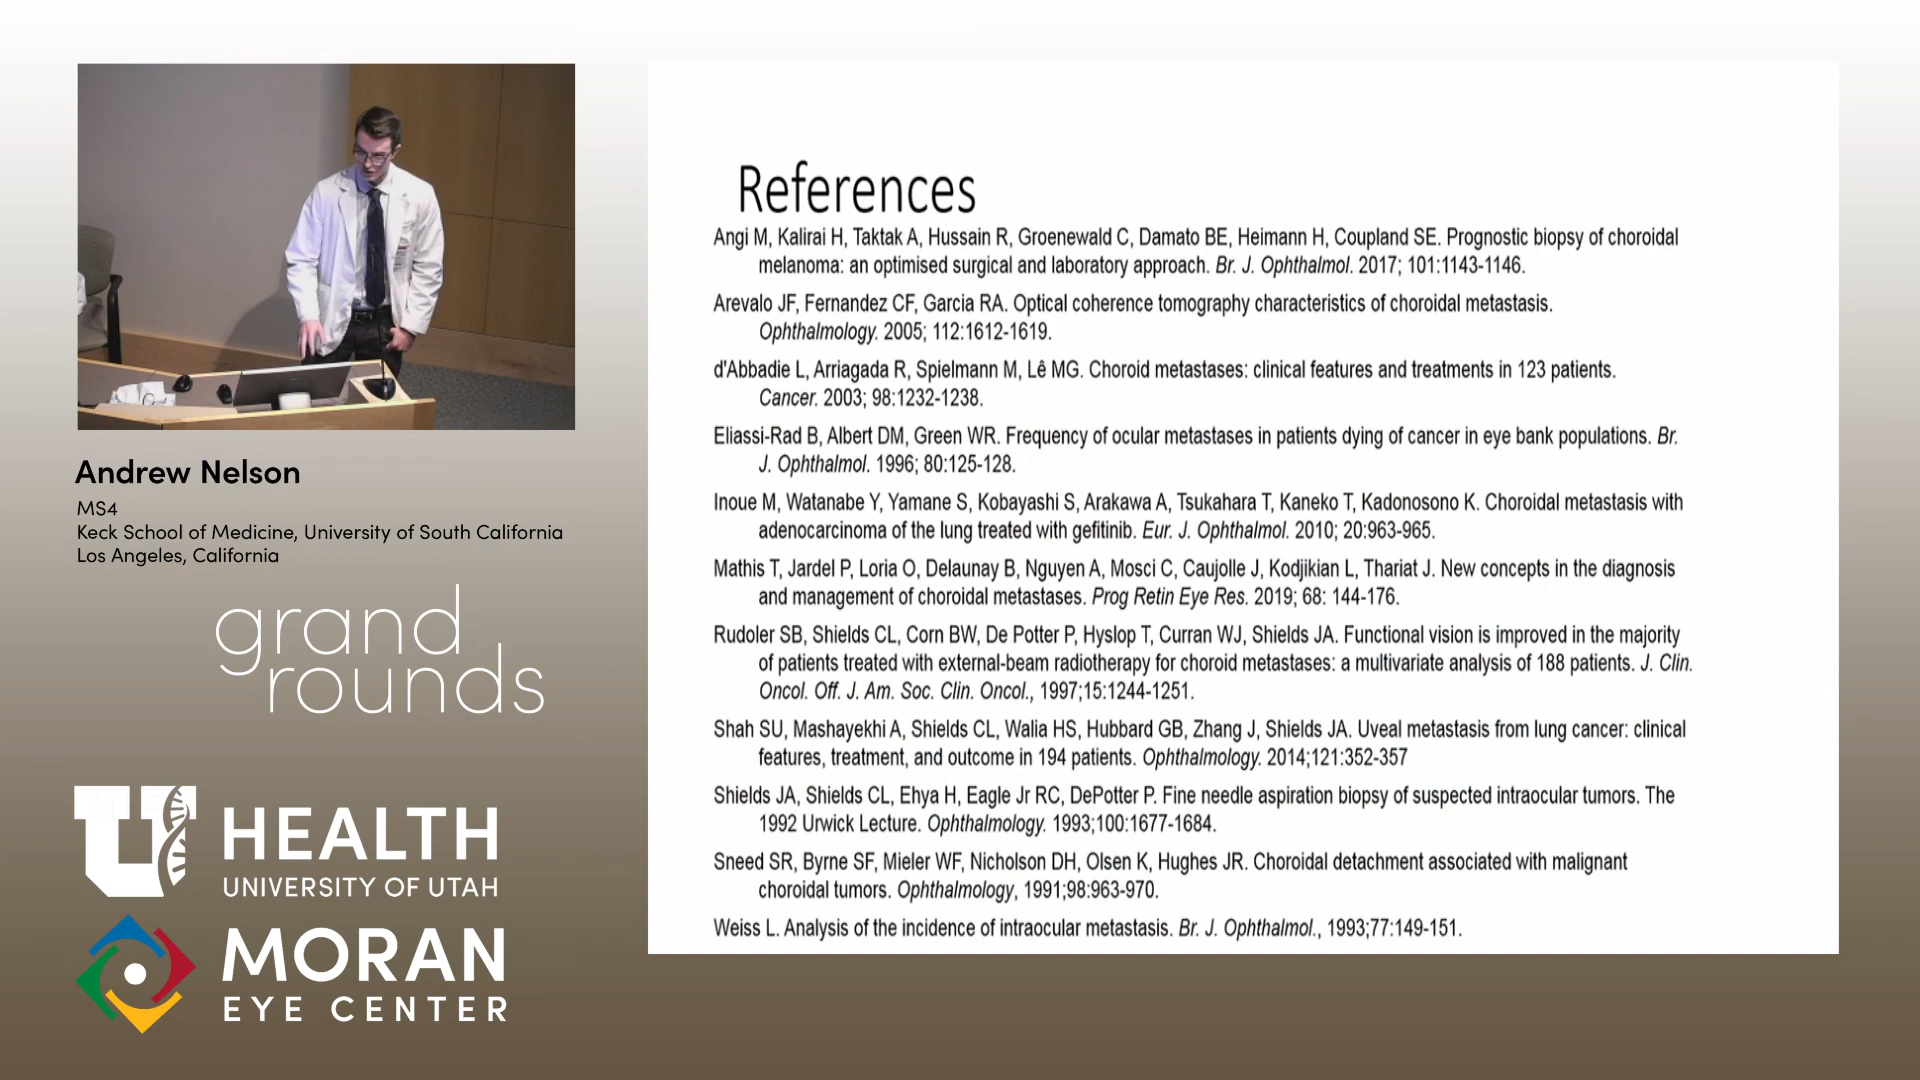 Andrew Nelson
MS4
Keck School of Medicine, University of South California
Los Angeles, California
grand
rounds
U HEALTH
UNIVERSITY OF UTAH
MORAN
EYE CENTER
References
Angi M, Kalirai H, Taktak A, Hussain R, Groenewald C, Damato BE, Heimann H, Coupland SE. Prognostic biopsy of choroidal
melanoma: an optimised surgical and laboratory approach. Br. J. Ophthalmol. 2017; 101:1143-1146.
Arevalo JF, Fernandez CF, Garcia RA. Optical coherence tomography characteristics of choroidal metastasis.
Ophthalmology. 2005; 112:1612-1619.
d'Abbadie L, Arriagada R, Spielmann M, Lê MG. Choroid metastases: clinical features and treatments in 123 patients.
Cancer. 2003; 98:1232-1238.
Eliassi-Rad B, Albert DM, Green WR. Frequency of ocular metastases in patients dying of cancer in eye bank populations. Br.
J. Ophthalmol. 1996; 80:125-128.
Inoue M, Watanabe Y, Yamane S, Kobayashi S, Arakawa A, Tsukahara T, Kaneko T, Kadonosono K. Choroidal metastasis with
adenocarcinoma of the lung treated with gefitinib. Eur. J. Ophthalmol. 2010; 20:963-965.
Mathis T, Jardel P, Loria O, Delaunay B, Nguyen A, Mosci C, Caujolle J, Kodjikian L, Thariat J. New concepts in the diagnosis
and management of choroidal metastases. Prog Retin Eye Res. 2019; 68: 144-176.
Rudoler SB, Shields CL, Corn BW, De Potter P, Hyslop T, Curran WJ, Shields JA. Functional vision is improved in the majority
of patients treated with external-beam radiotherapy for choroid metastases: a multivariate analysis of 188 patients. J. Clin.
Oncol. Off. J. Am. Soc. Clin. Oncol., 1997;15:1244-1251.
Shah SU, Mashayekhi A, Shields CL, Walia HS, Hubbard GB, Zhang J, Shields JA. Uveal metastasis from lung cancer: clinical
features, treatment, and outcome in 194 patients. Ophthalmology. 2014;121:352-357
Shields JA, Shields CL, Ehya H, Eagle Jr RC, DePotter P. Fine needle aspiration biopsy of suspected intraocular tumors. The
1992 Urwick Lecture. Ophthalmology. 1993;100:1677-1684.
Sneed SR, Byrne SF, Mieler WF, Nicholson DH, Olsen K, Hughes JR. Choroidal detachment associated with malignant
choroidal tumors. Ophthalmology, 1991;98:963-970.
Weiss L. Analysis of the incidence of intraocular metastasis. Br. J. Ophthalmol., 1993;77:149-151.